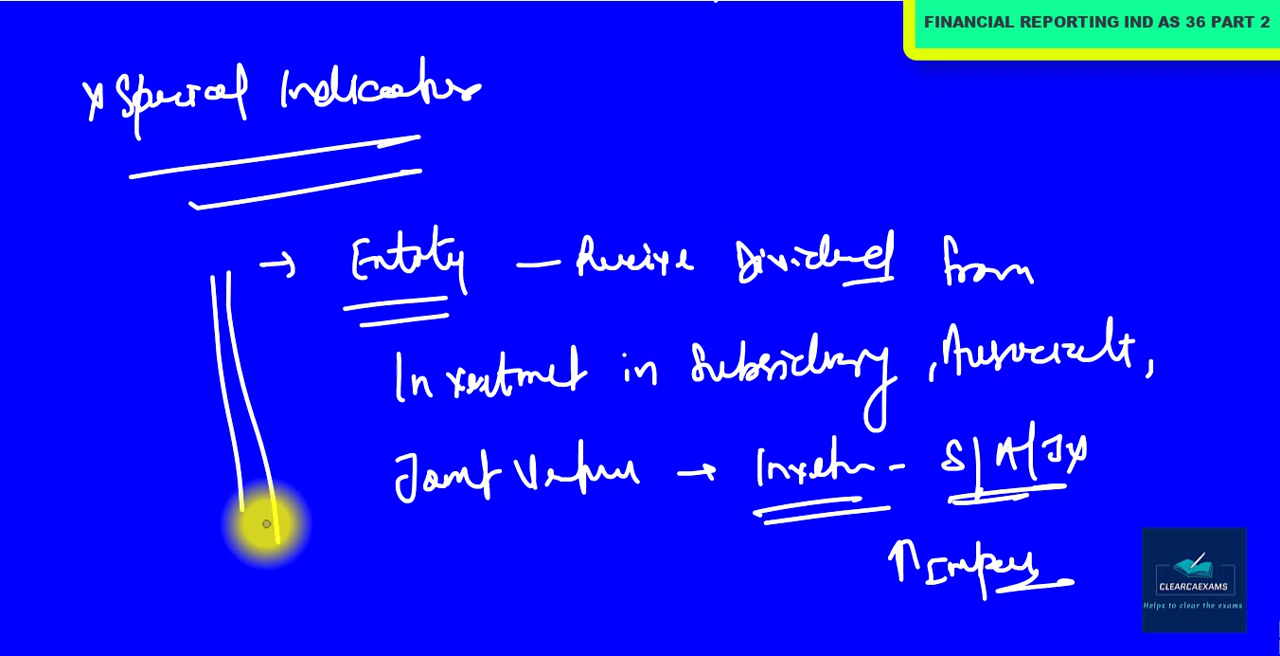 FINANCIAL REPORTING IND AS 36 PART 2
* Special Indicators
→ Entity — Receive Dividend from
Investment in Subsidiary, Associate,
Joint Venture → Investor - S/A/JV
CLEARCAEXAMS
Helps to clear the exams